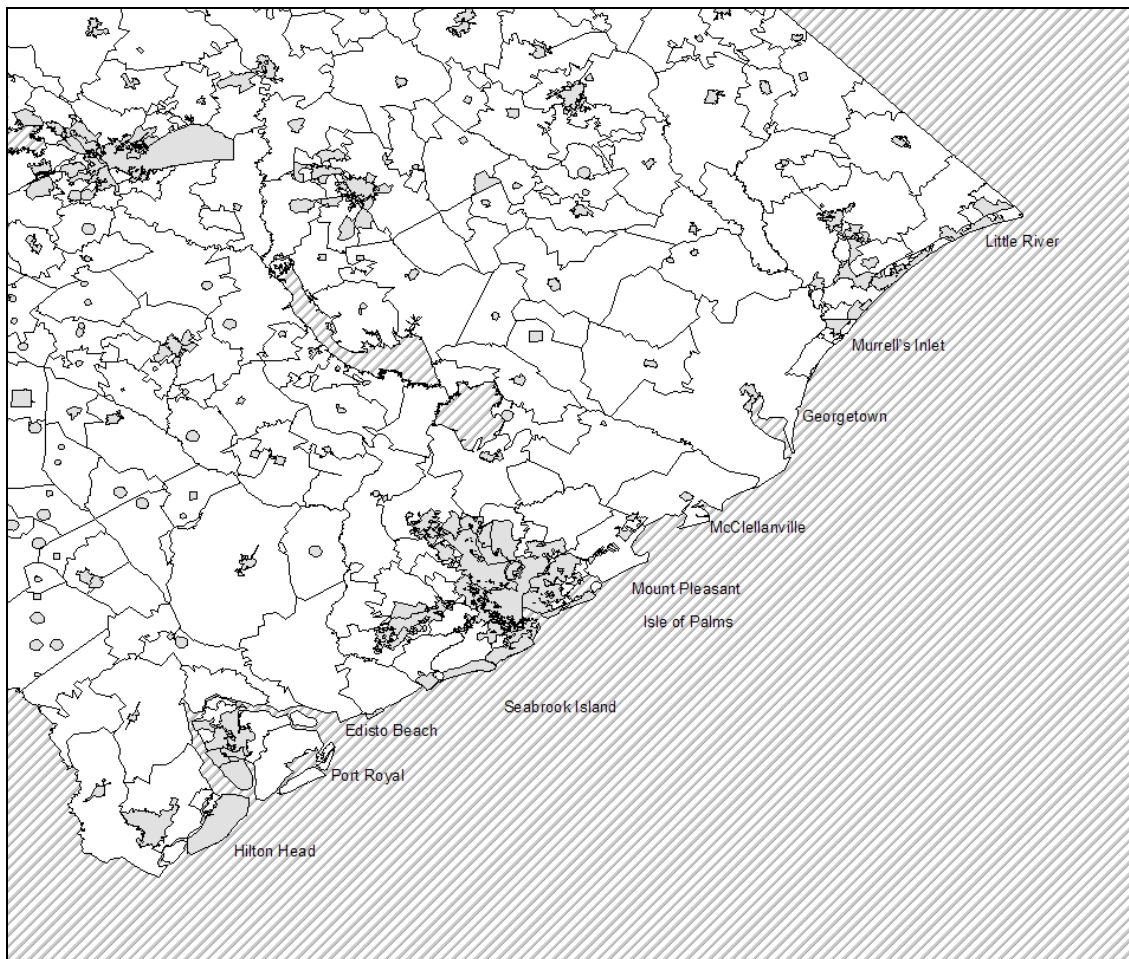 Little River
Murrell's Inlet
Georgetown
McClellanville
Mount Pleasant
Isle of Palms
Seabrook Island
Edisto Beach
Port Royal
Hilton Head